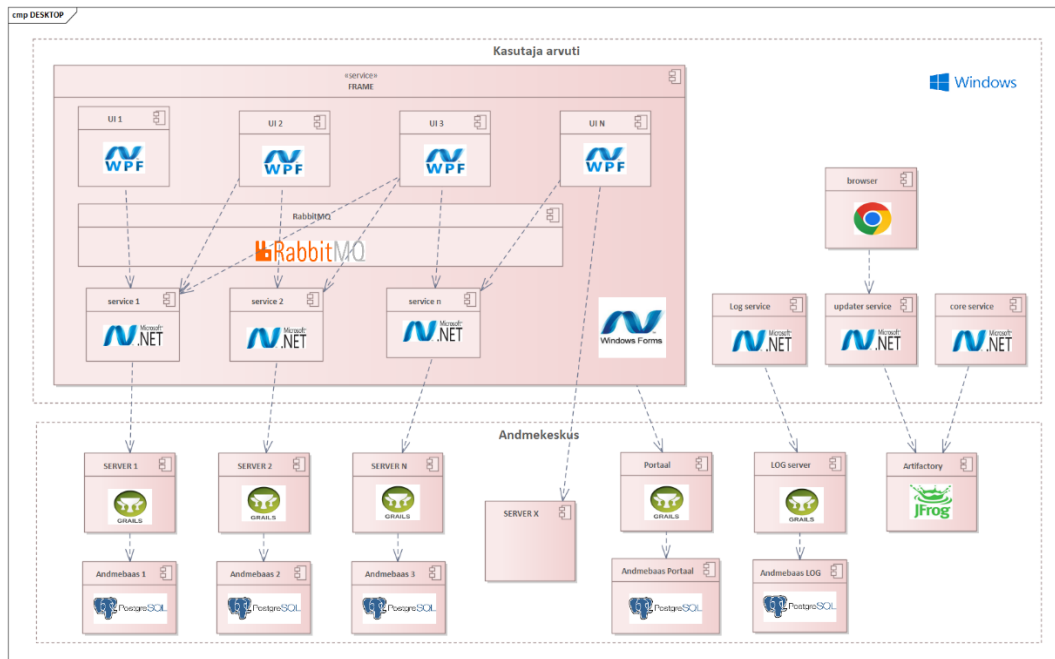 cmp DESKTOP
Kasutaja arvuti
«service»
FRAME
Windows
UI 1
WPF
UI 2
WPF
UI 3
WPF
UI N
WPF
browser
RabbitMQ
RabbitMQ
service 1
Microsoft
.NET
service 2
Microsoft
.NET
service n
Microsoft
.NET
Windows Forms
Log service
Microsoft
.NET
updater service
Microsoft
.NET
core service
Microsoft
.NET
Andmekeskus
SERVER 1
GRAILS
SERVER 2
GRAILS
SERVER N
GRAILS
SERVER X
Portaal
GRAILS
LOG server
GRAILS
Artifactory
JFrog
Andmebaas 1
PostgreSQL
Andmebaas 2
PostgreSQL
Andmebaas 3
PostgreSQL
Andmebaas Portaal
PostgreSQL
Andmebaas LOG
PostgreSQL